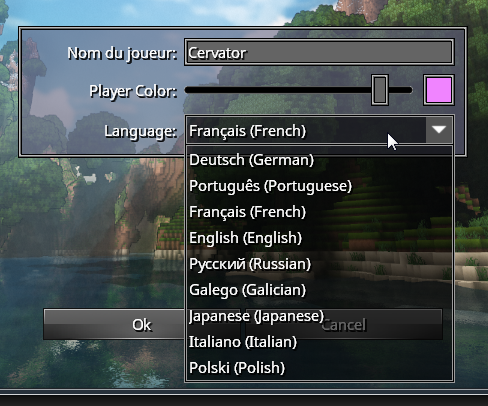 Nom du joueur: Cervator
Player Color:
Language: Français (French)
Deutsch (German)
Português (Portuguese)
Français (French)
English (English)
Русский (Russian)
Galego (Galician)
Japanese (Japanese)
Italiano (Italian)
Polski (Polish)
Ok Cancel